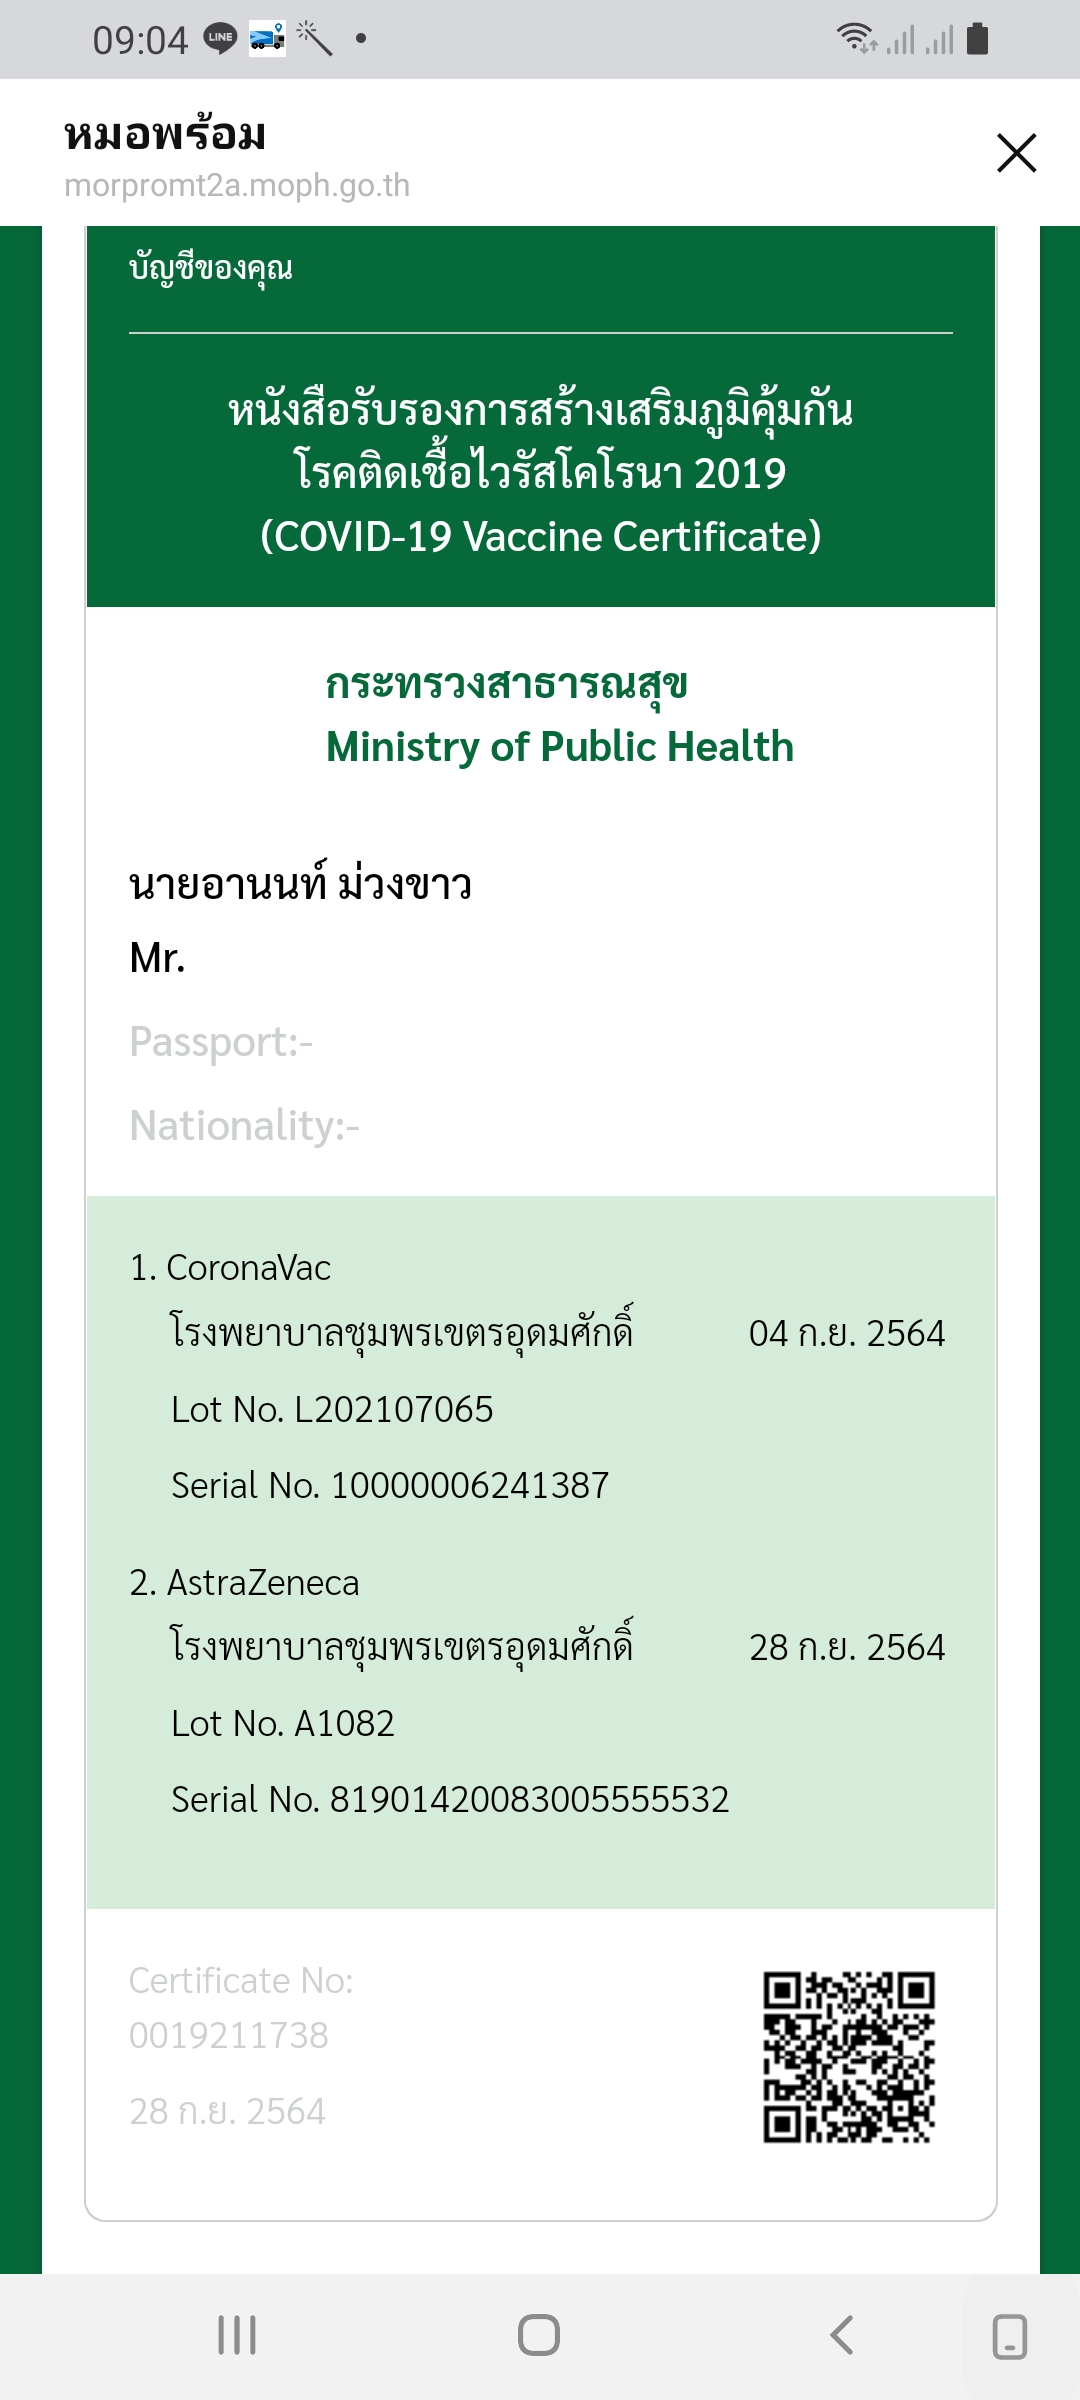 09:04
LINE
หมอพร้อม
morpromt2a.moph.go.th
บัญชีของคุณ
หนังสือรับรองการสร้างเสริมภูมิคุ้มกัน
โรคติดเชื้อไวรัสโคโรนา 2019
(COVID-19 Vaccine Certificate)
กระทรวงสาธารณสุข
Ministry of Public Health
นายอานนท์ ม่วงขาว
Mr.
Passport:-
Nationality:-
1. CoronaVac
โรงพยาบาลชุมพรเขตรอุดมศักดิ์ 04 ก.ย. 2564
Lot No. L202107065
Serial No. 10000006241387
2. AstraZeneca
โรงพยาบาลชุมพรเขตรอุดมศักดิ์ 28 ก.ย. 2564
Lot No. A1082
Serial No. 81901420083005555532
Certificate No:
0019211738
28 ก.ย. 2564